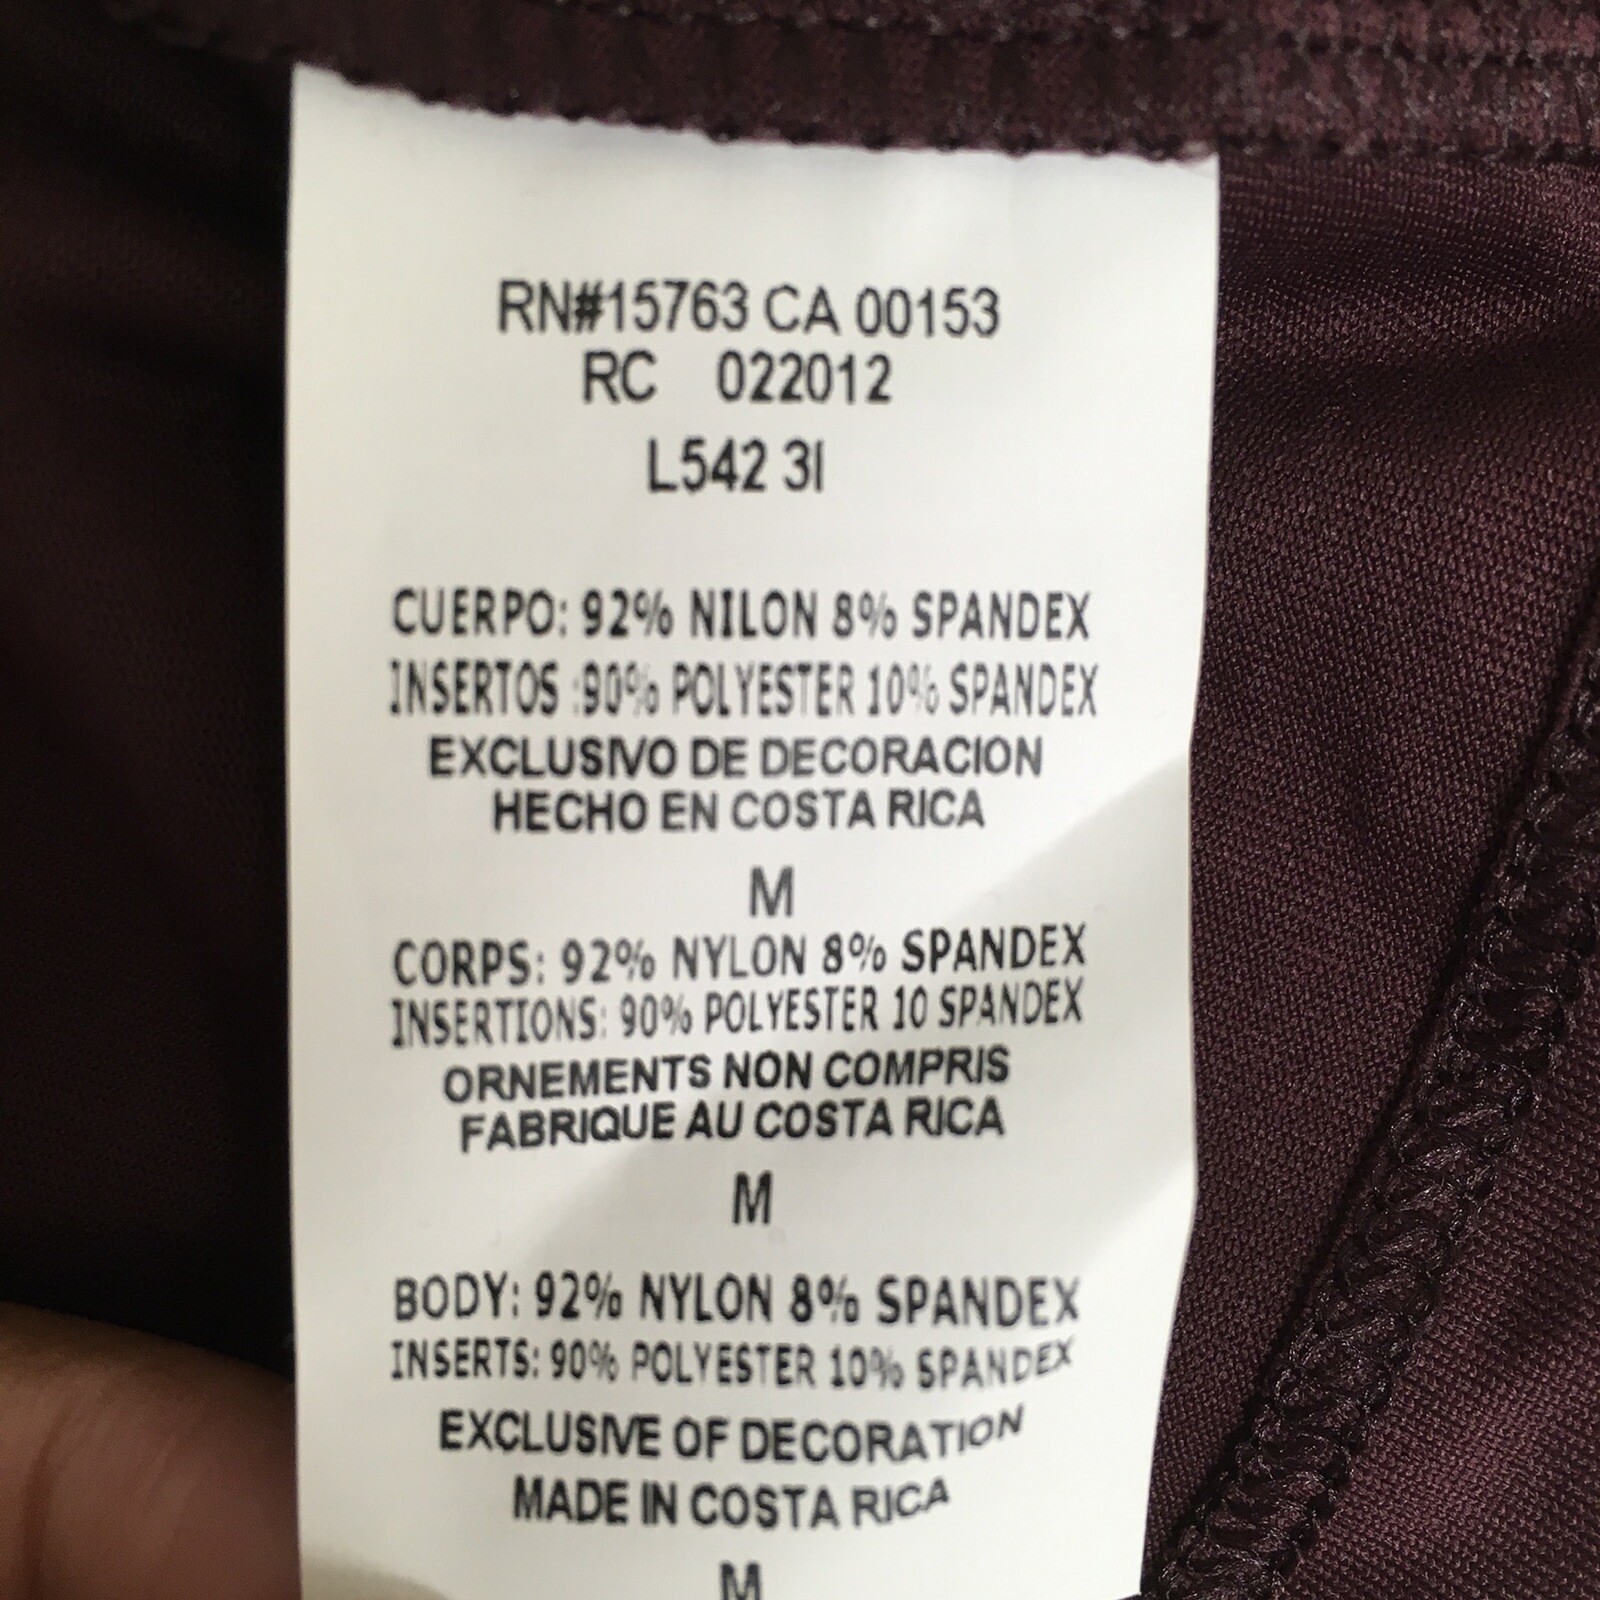 RN#15763 CA 00153
RC 022012
L542 3I
CUERPO: 92% NILON 8% SPANDEX
INSERTOS :90% POLYESTER 10% SPANDEX
EXCLUSIVO DE DECORACION
HECHO EN COSTA RICA
M
CORPS: 92% NYLON 8% SPANDEX
INSERTIONS: 90% POLYESTER 10 SPANDEX
ORNEMENTS NON COMPRIS
FABRIQUE AU COSTA RICA
M
BODY: 92% NYLON 8% SPANDEX
INSERTS: 90% POLYESTER 10% SPANDEX
EXCLUSIVE OF DECORATION
MADE IN COSTA RICA
M